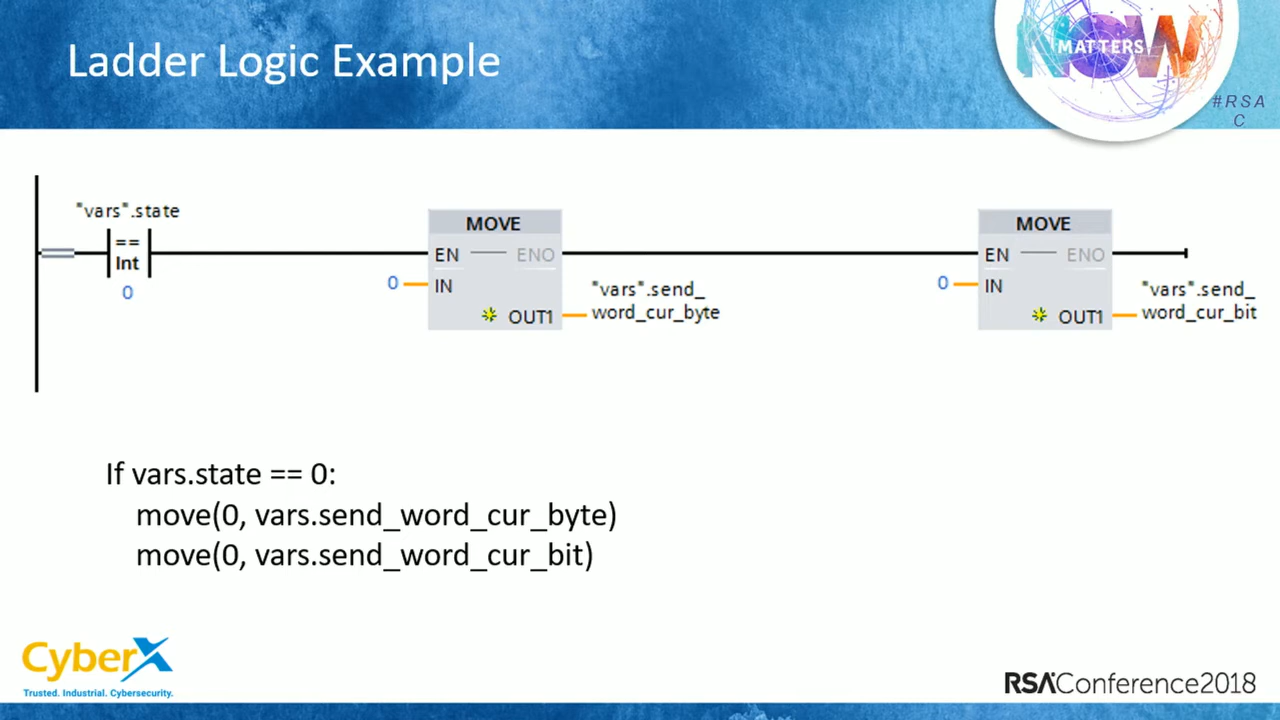 Ladder Logic Example
NOW
MATTERS
#RSA
C
"vars".state
==
Int
0
MOVE
EN ENO
0 IN
OUT1
"vars".send_
word_cur_byte
MOVE
EN ENO
0 IN
OUT1
"vars".send_
word_cur_bit
If vars.state == 0:
move(0, vars.send_word_cur_byte)
move(0, vars.send_word_cur_bit)
CyberX
Trusted. Industrial. Cybersecurity.
RSAConference2018